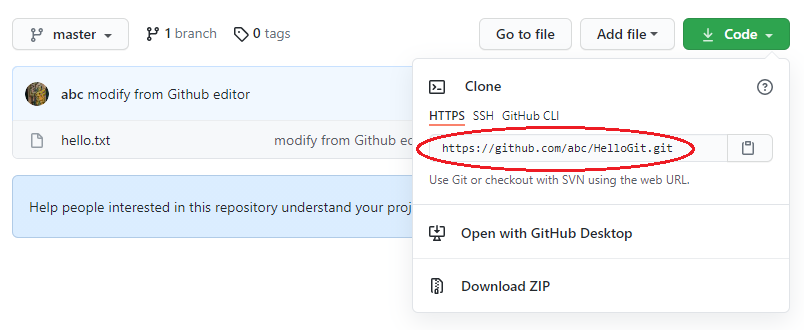 master 1 branch 0 tags Go to file Add file Code
abc modify from Github editor
hello.txt modify from Github
Help people interested in this repository understand your
Clone
HTTPS SSH GitHub CLI
https://github.com/abc/HelloGit.git
Use Git or checkout with SVN using the web URL.
Open with GitHub Desktop
Download ZIP